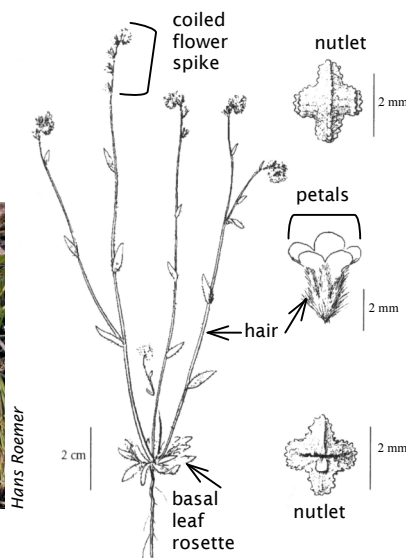 coiled
flower
spike
nutlet
2 mm
petals
2 mm
hair
Hans Roemer
2 cm
basal
leaf
rosette
2 mm
nutlet